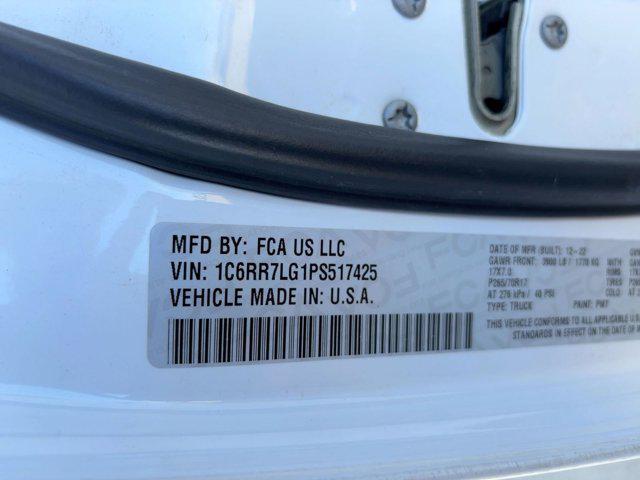 MFD BY: FCA US LLC
VIN: 1C6RR7LG1PS517425
VEHICLE MADE IN: U.S.A.
DATE OF MFR (BUILT): 12-22
GAWR FRONT: 3900 LB / 1770 KG
17X7.0
P265/70R17
AT 276 kPa / 40 PSI
TYPE: TRUCK PAINT: PW7
THIS VEHICLE CONFORMS TO ALL APPLICABLE U.S.
STANDARDS IN EFFECT ON THE DATE OF